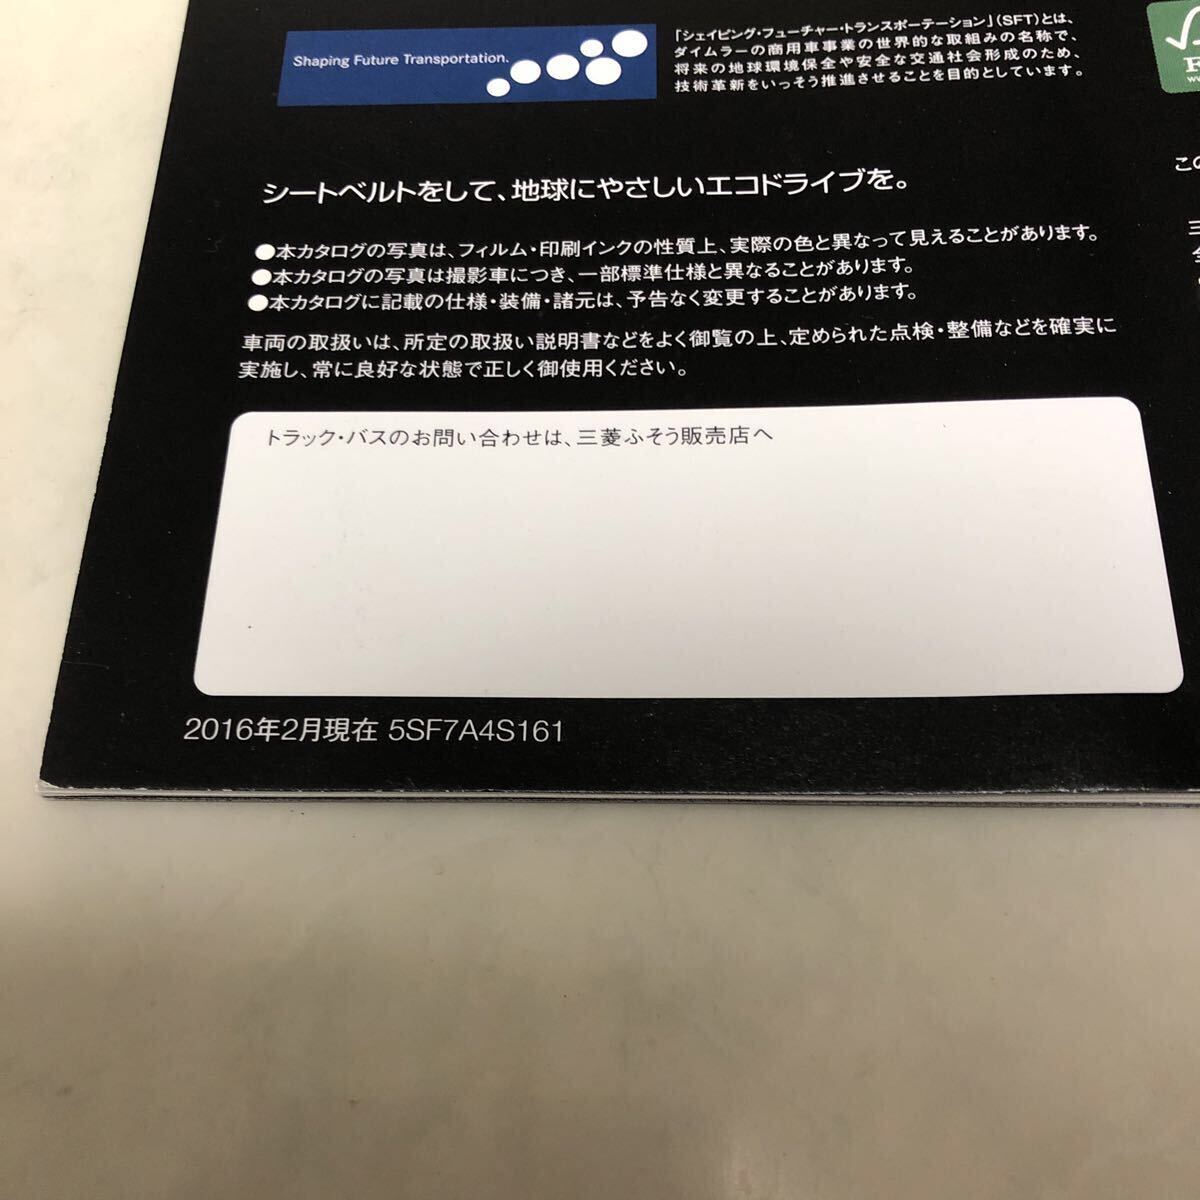 Shaping Future Transportation.
「シェイピング・フューチャー・トランスポーテーション」(SFT)とは、
ダイムラーの商用車事業の世界的な取組みの名称で、
将来の地球環境保全や安全な交通社会形成のため、
技術革新をいっそう推進させることを目的としています。
シートベルトをして、地球にやさしいエコドライブを。
●本カタログの写真は、フィルム・印刷インクの性質上、実際の色と異なって見えることがあります。
●本カタログの写真は撮影車につき、一部標準仕様と異なることがあります。
●本カタログに記載の仕様・装備・諸元は、予告なく変更することがあります。
車両の取扱いは、所定の取扱い説明書などをよく御覧の上、定められた点検・整備などを確実に
実施し、常に良好な状態で正しく御使用ください。
トラック・バスのお問い合わせは、三菱ふそう販売店へ
2016年2月現在 5SF7A4S161
この